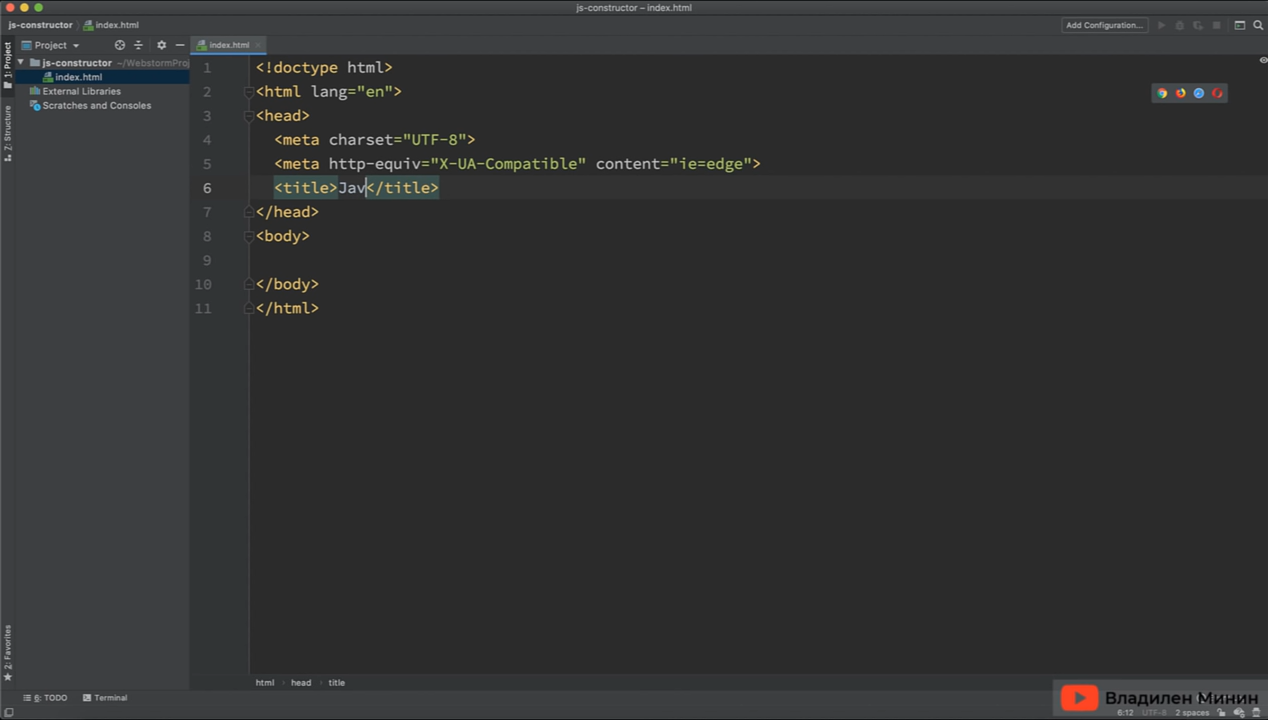 js-constructor – index.html
js-constructor index.html
Add Configuration...
Project
index.html
1: Project
js-constructor ~/WebstormProj
index.html
External Libraries
Scratches and Consoles
Z: Structure
2: Favorites
1 <!doctype html>
2 <html lang="en">
3 <head>
4 <meta charset="UTF-8">
5 <meta http-equiv="X-UA-Compatible" content="ie=edge">
6 <title>Jav</title>
7 </head>
8 <body>
9
10 </body>
11 </html>
html head title
6: TODO Terminal
Владилен Минин
6:12 UTF-8 2 spaces